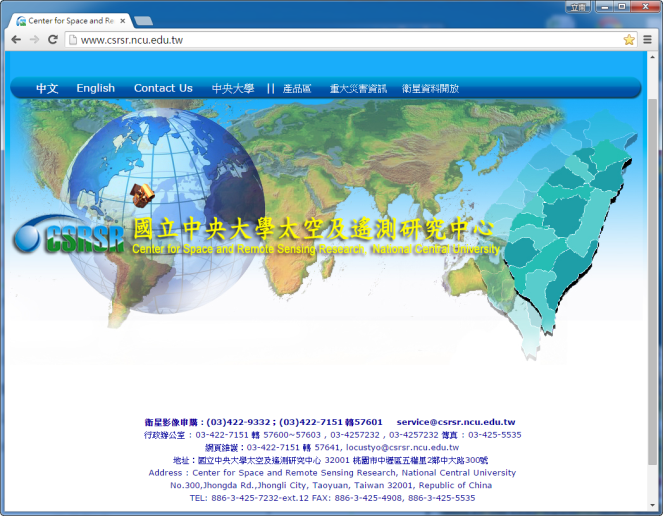 立南
Center for Space and Re
www.csrsr.ncu.edu.tw
中文 English Contact Us 中央大學 || 產品區 重大災害資訊 衛星資料開放
CSRSR 國立中央大學太空及遙測研究中心
Center for Space and Remote Sensing Research, National Central University
衛星影像申購：(03)422-9332；(03)422-7151 轉57601 service@csrsr.ncu.edu.tw
行政辦公室：03-422-7151 轉 57600~57603 , 03-4257232 , 03-4257232 傳真：03-425-5535
網頁維護：03-422-7151 轉 57641, locustyo@csrsr.ncu.edu.tw
地址：國立中央大學太空及遙測研究中心 32001 桃園市中壢區五權里2鄰中大路300號
Address : Center for Space and Remote Sensing Research, National Central University
No.300,Jhongda Rd.,Jhongli City, Taoyuan, Taiwan 32001, Republic of China
TEL: 886-3-425-7232-ext.12 FAX: 886-3-425-4908, 886-3-425-5535